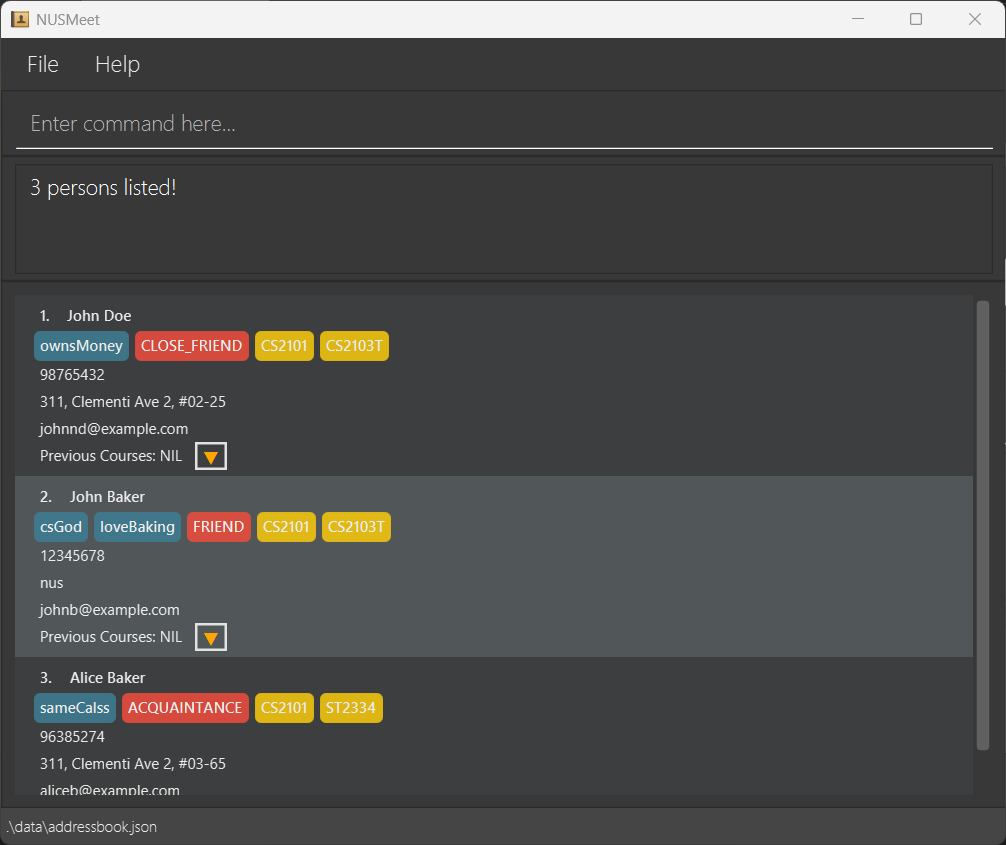 NUSMeet
File Help
Enter command here...
3 persons listed!
1. John Doe
ownsMoney CLOSE_FRIEND CS2101 CS2103T
98765432
311, Clementi Ave 2, #02-25
johnnd@example.com
Previous Courses: NIL
2. John Baker
csGod loveBaking FRIEND CS2101 CS2103T
12345678
nus
johnb@example.com
Previous Courses: NIL
3. Alice Baker
sameCalss ACQUAINTANCE CS2101 ST2334
96385274
311, Clementi Ave 2, #03-65
aliceb@example.com
.\data\addressbook.json